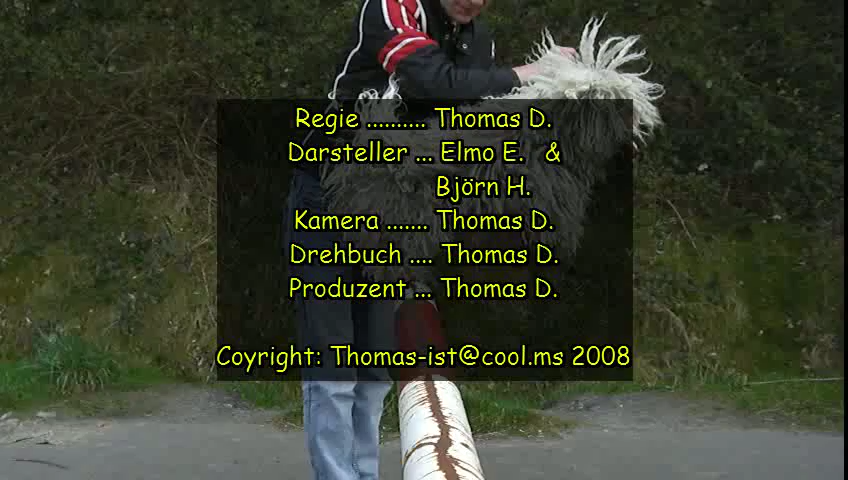 Regie .......... Thomas D.
Darsteller ... Elmo E. &
Björn H.
Kamera ....... Thomas D.
Drehbuch .... Thomas D.
Produzent ... Thomas D.
Coyright: Thomas-ist@cool.ms 2008